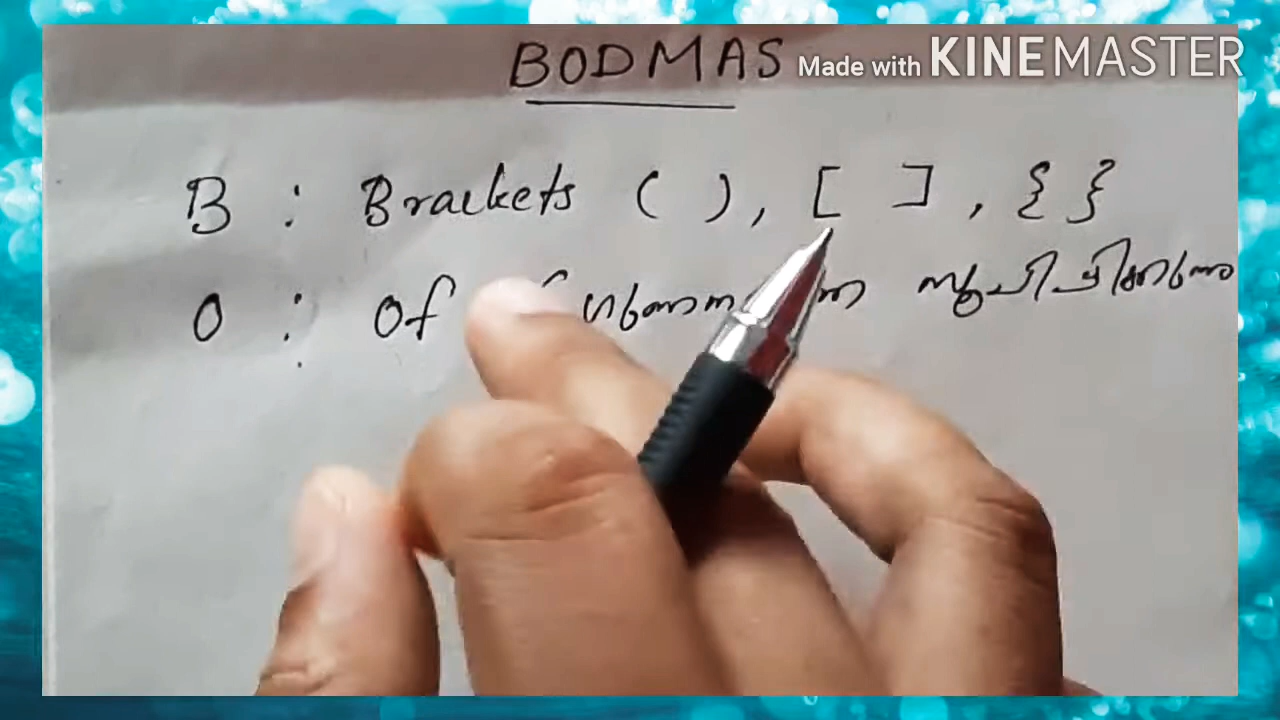 BODMAS
Made with KINEMASTER
B : Brackets ( ), [ ], { }
O : Of സൂചിപ്പിക്കുന്നു